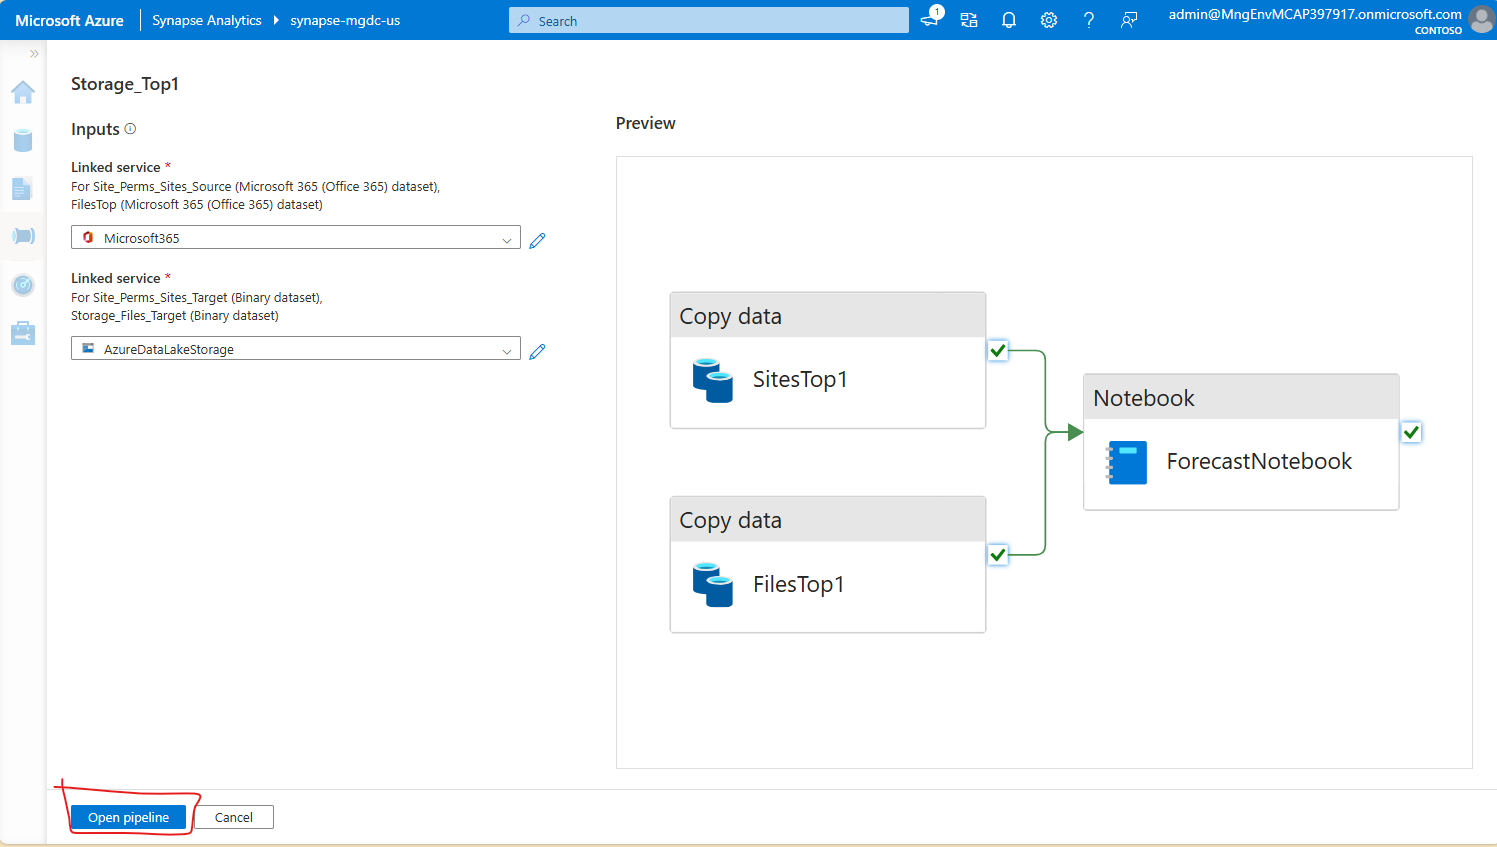 Microsoft Azure
Synapse Analytics
synapse-mgdc-us
Search
1
admin@MngEnvMCAP397917.onmicrosoft.com
CONTOSO
Storage_Top1
Inputs
Linked service *
For Site_Perms_Sites_Source (Microsoft 365 (Office 365) dataset),
FilesTop (Microsoft 365 (Office 365) dataset)
Microsoft365
Linked service *
For Site_Perms_Sites_Target (Binary dataset),
Storage_Files_Target (Binary dataset)
AzureDataLakeStorage
Preview
Copy data
SitesTop1
Copy data
FilesTop1
Notebook
ForecastNotebook
Open pipeline
Cancel